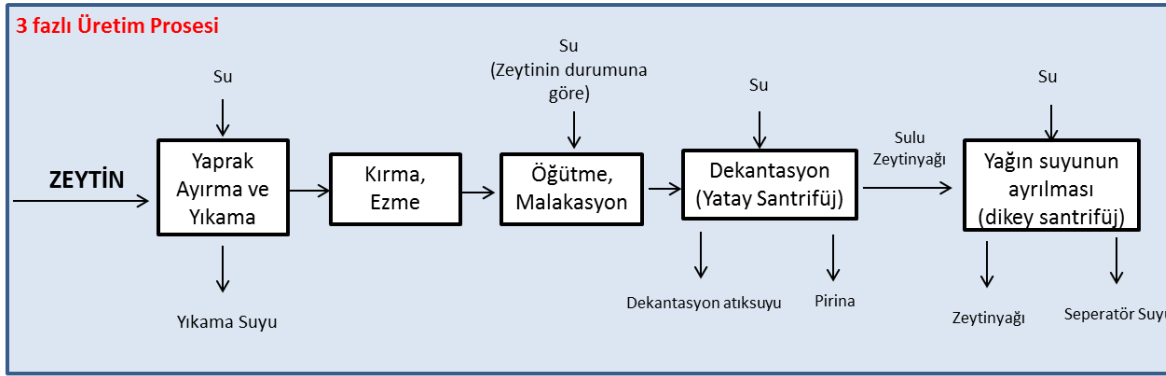 3 fazlı Üretim Prosesi
Su
Su
(Zeytinin durumuna
göre)
Su
Su
ZEYTİN
Yaprak
Ayırma ve
Yıkama
Kırma,
Ezme
Öğütme,
Malakasyon
Dekantasyon
(Yatay Santrifüj)
Sulu
Zeytinyağı
Yağın suyunun
ayrılması
(dikey santrifüj)
Yıkama Suyu
Dekantasyon atıksuyu
Pirina
Zeytinyağı
Seperatör Suyu